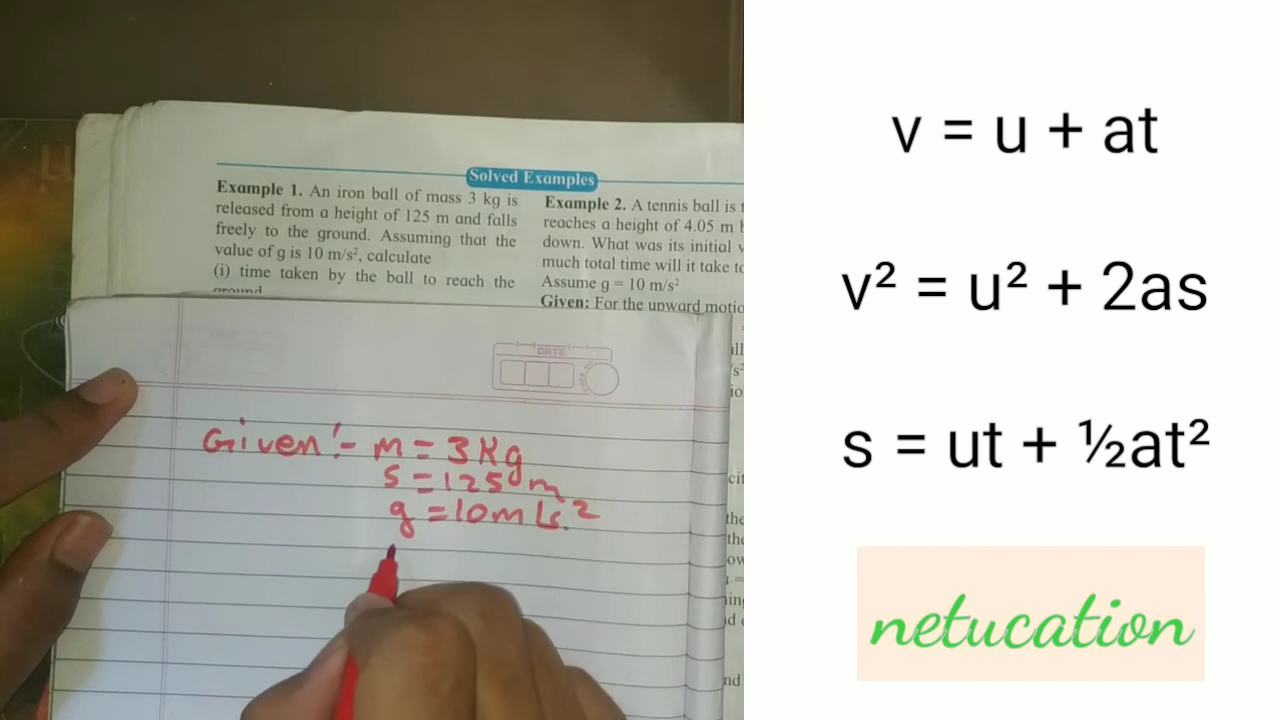 Solved Examples
Example 1. An iron ball of mass 3 kg is
released from a height of 125 m and falls
freely to the ground. Assuming that the
value of g is 10 m/s², calculate
(i) time taken by the ball to reach the
ground
Example 2. A tennis ball is
reaches a height of 4.05 m
down. What was its initial
much total time will it take
Assume g = 10 m/s²
Given: For the upward
DATE
Given:- m = 3 Kg
s = 125 m
g = 10 m/s²
v = u + at
v² = u² + 2as
s = ut + ½at²
netucation